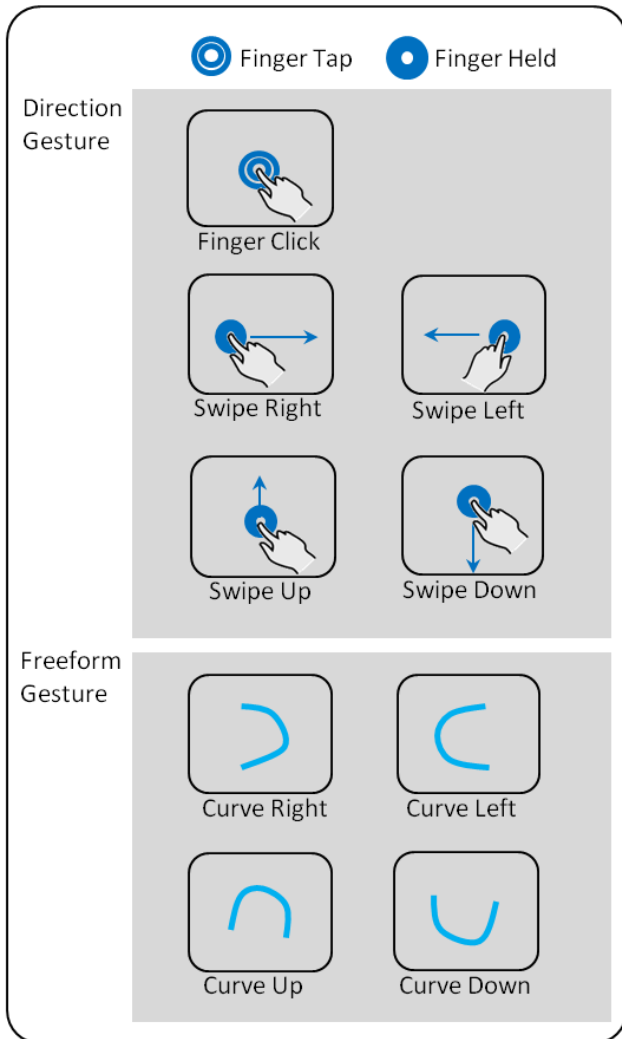 Finger Tap
Finger Held
Direction
Gesture
Finger Click
Swipe Right
Swipe Left
Swipe Up
Swipe Down
Freeform
Gesture
Curve Right
Curve Left
Curve Up
Curve Down